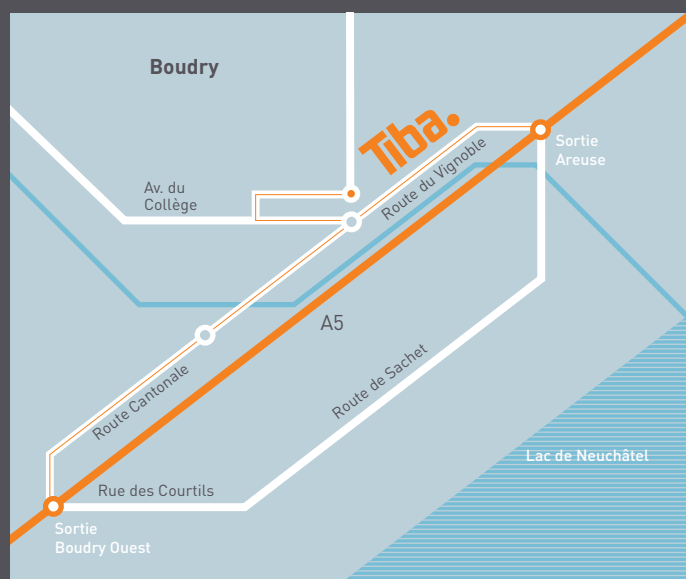 Boudry
Tiba.
Sortie
Areuse
Av. du
Collège
Route du Vignoble
A5
Route de Sachet
Route Cantonale
Lac de Neuchâtel
Rue des Courtils
Sortie
Boudry Ouest